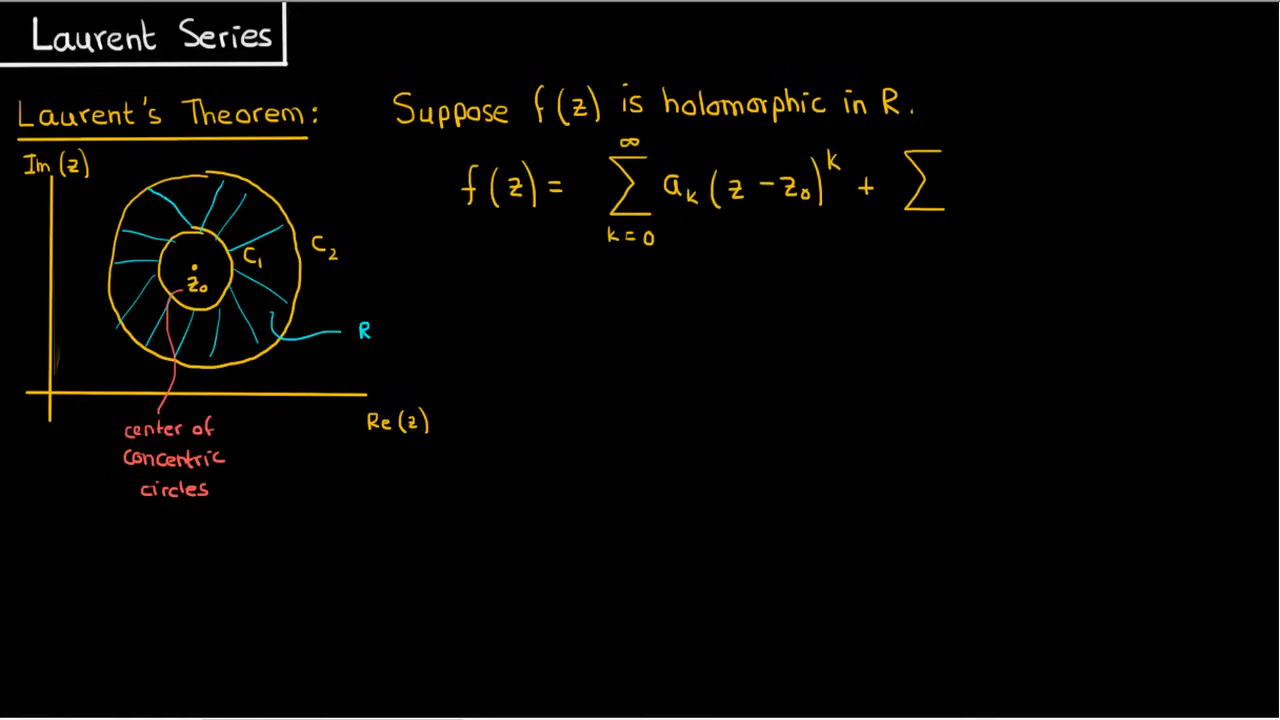 Laurent Series
Laurent's Theorem:
Suppose f(z) is holomorphic in R.
f(z) = ∑_{k=0}^{∞} a_k (z - z_0)^k + ∑
Im(z)
C_1
C_2
z_0
R
Re(z)
center of
concentric
circles